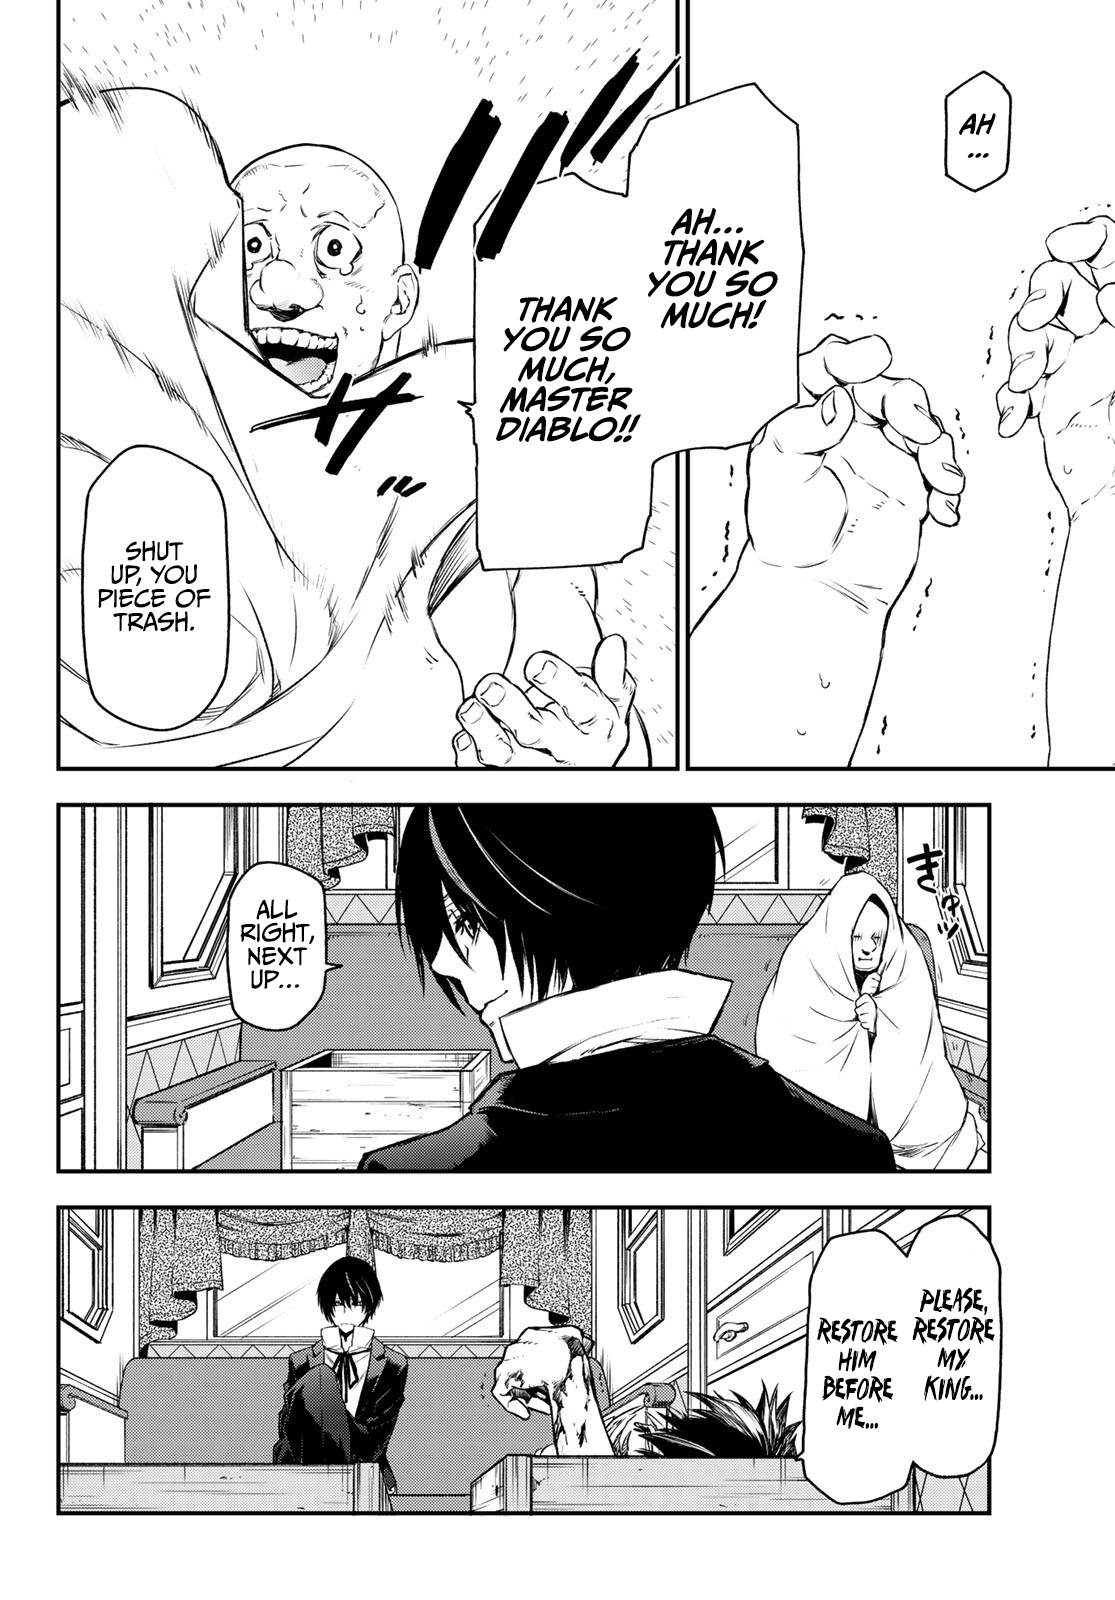 AH
...
AH...
THANK
YOU SO
MUCH!
THANK
YOU SO
MUCH,
MASTER
DIABLO!!
SHUT
UP, YOU
PIECE OF
TRASH.
ALL
RIGHT,
NEXT
UP...
きゅッ
PLEASE,
RESTORE
MY
KING...
RESTORE
HIM
BEFORE
ME...